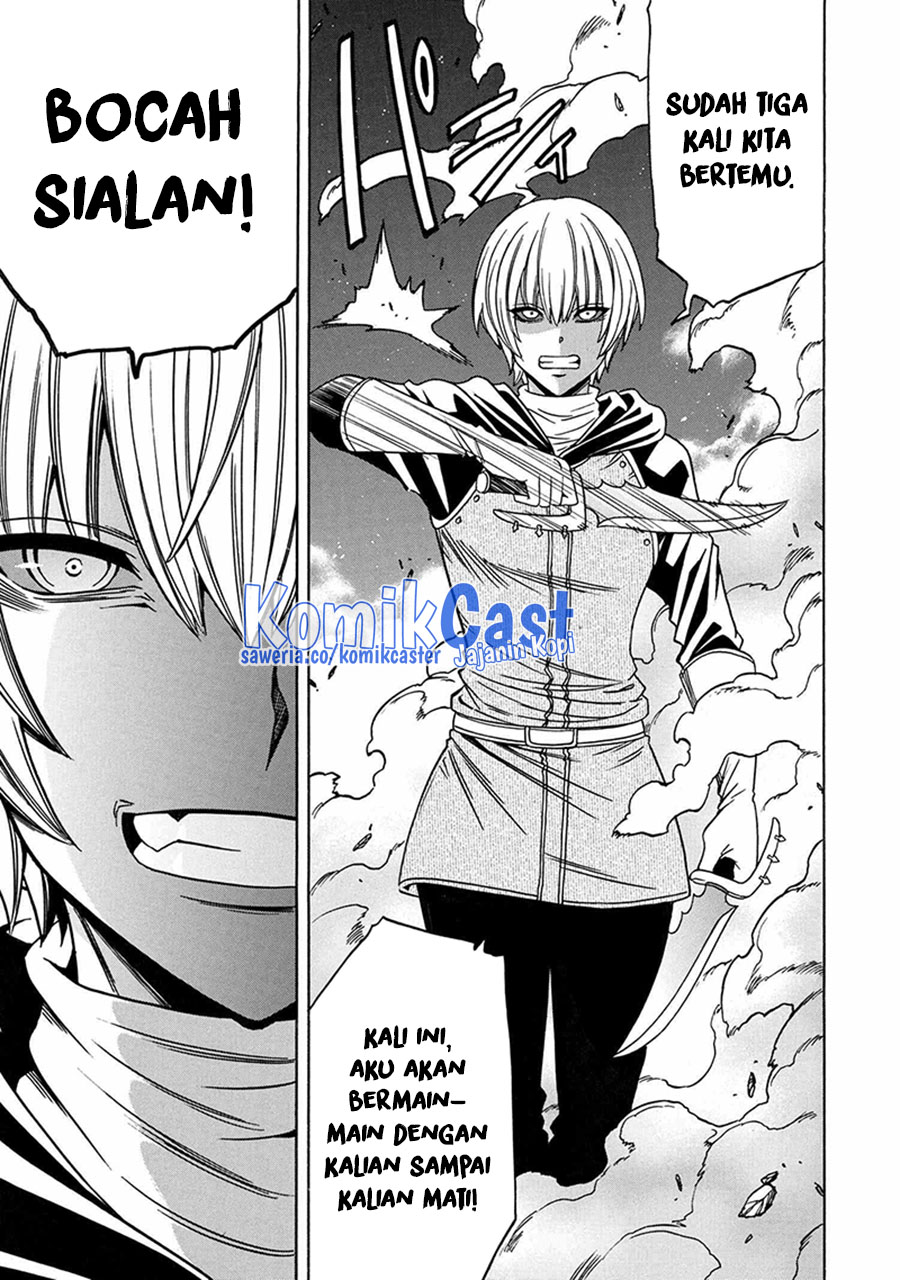 SUDAH TIGA
KALI KITA
BERTEMU.
KALI INI,
AKU AKAN
BERMAIN-
MAIN DENGAN
KALIAN SAMPAI
KALIAN MATI!
BOCAH
SIALAN!
KomikCast
saweria.co/komikcaster Jajanin Kopi